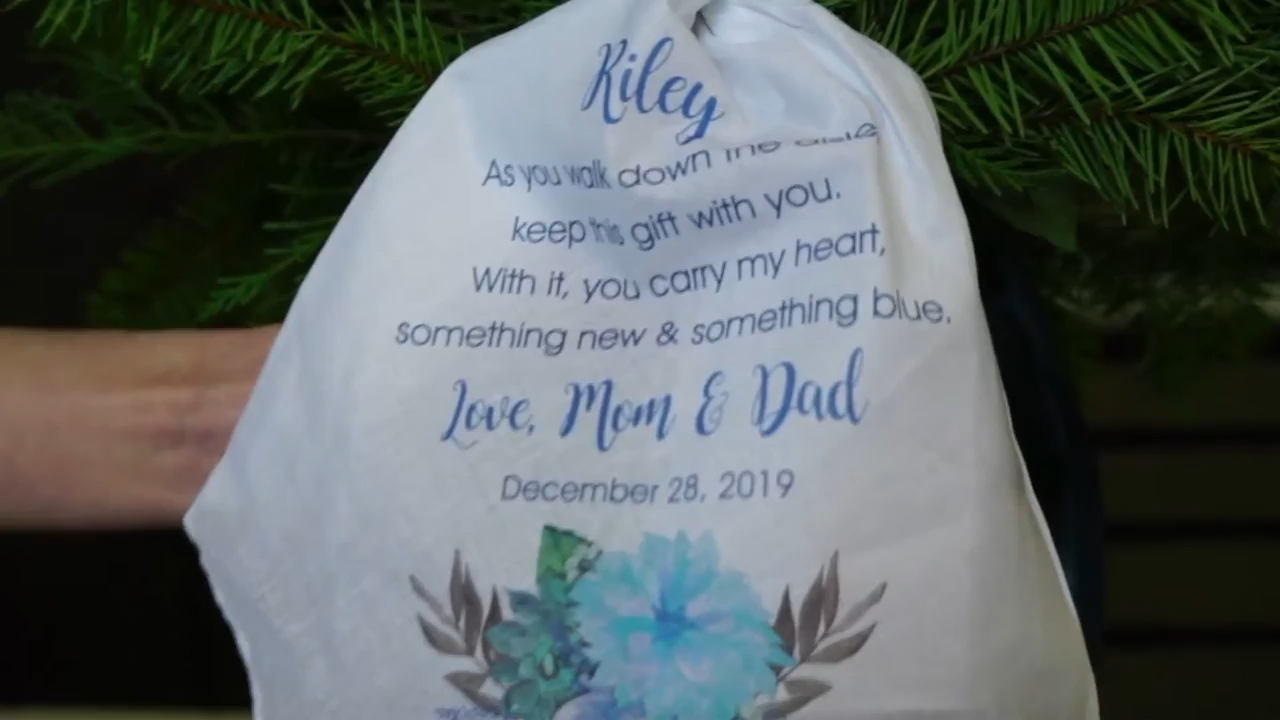 Kiley
As you walk down the aisle
keep this gift with you.
With it, you carry my heart,
something new & something blue.
Love, Mom & Dad
December 28, 2019